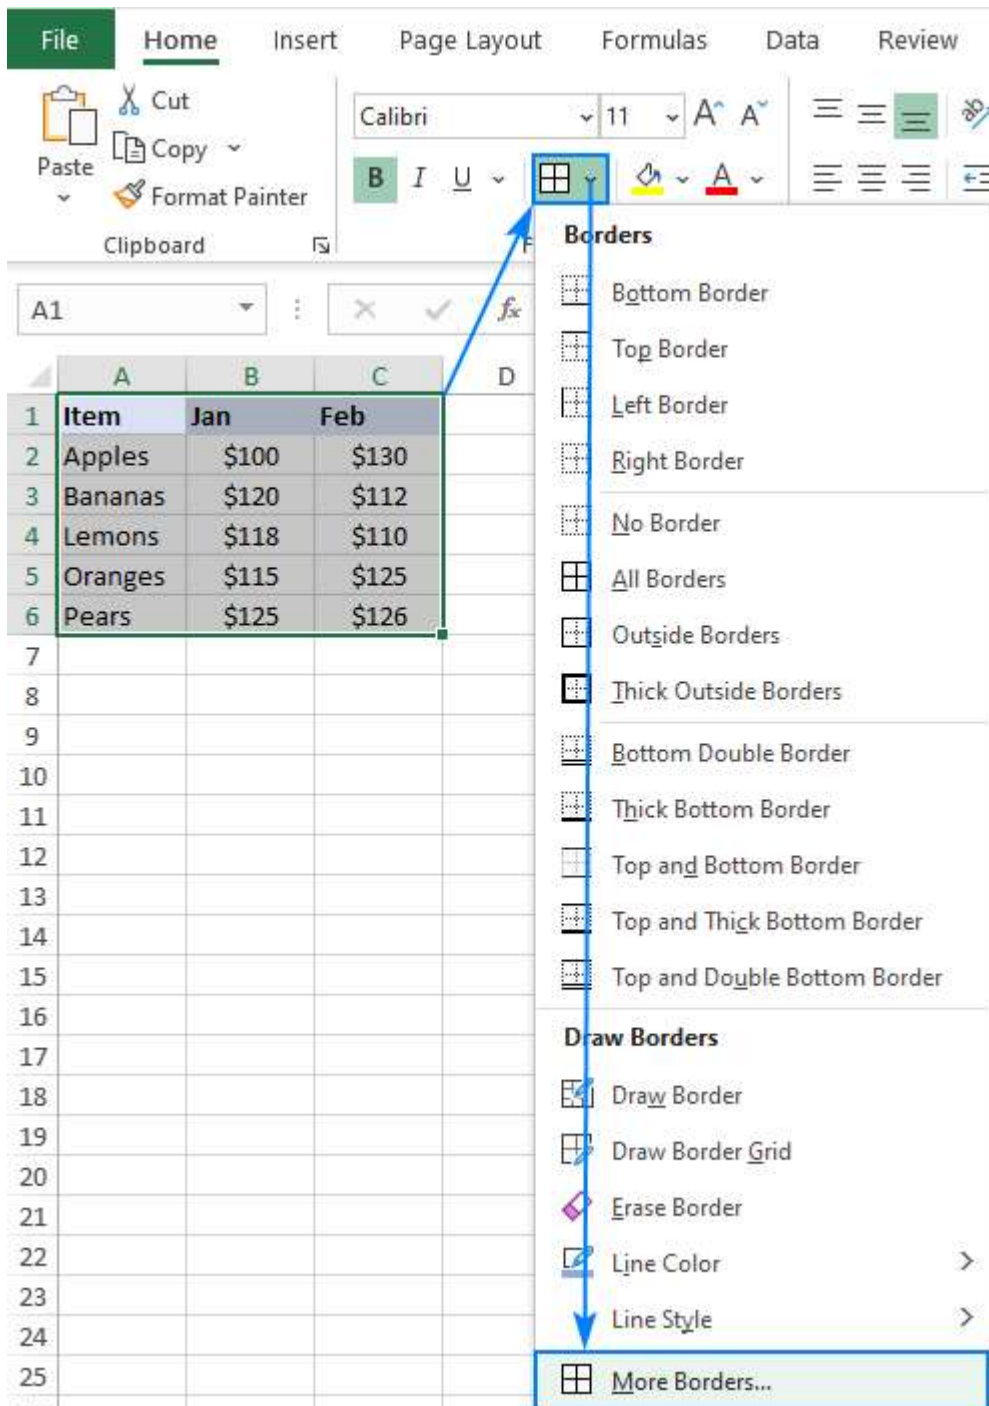 File Home Insert Page Layout Formulas Data Review
Cut
Calibri 11 A A ab
Copy
Paste
B I U A
Format Painter
Clipboard F
Borders
Bottom Border
A1 fx
Top Border
A B C D
Left Border
1 Item Jan Feb
2 Apples $100 $130
Right Border
3 Bananas $120 $112
No Border
4 Lemons $118 $110
5 Oranges $115 $125
All Borders
6 Pears $125 $126
Outside Borders
7
8
Thick Outside Borders
9
Bottom Double Border
10
11
Thick Bottom Border
12
Top and Bottom Border
13
14
Top and Thick Bottom Border
15
Top and Double Bottom Border
16
Draw Borders
17
18
Draw Border
19
Draw Border Grid
20
21
Erase Border
22
Line Color
23
Line Style
24
25
More Borders...